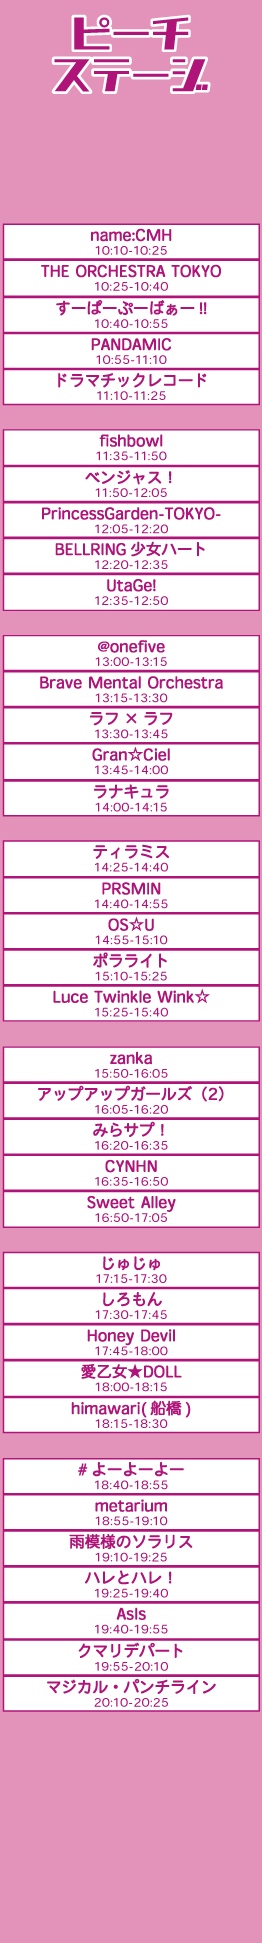 ピーチ
ステージ
name:CMH
10:10-10:25
THE ORCHESTRA TOKYO
10:25-10:40
すーぱーぷーばぁー!!
10:40-10:55
PANDAMIC
10:55-11:10
ドラマチックレコード
11:10-11:25
fishbowl
11:35-11:50
ベンジャス！
11:50-12:05
PrincessGarden-TOKYO-
12:05-12:20
BELLRING少女ハート
12:20-12:35
UtaGe!
12:35-12:50
@onefive
13:00-13:15
Brave Mental Orchestra
13:15-13:30
ラフ×ラフ
13:30-13:45
Gran☆Ciel
13:45-14:00
ラナキュラ
14:00-14:15
ティラミス
14:25-14:40
PRSMIN
14:40-14:55
OS☆U
14:55-15:10
ポラライト
15:10-15:25
Luce Twinkle Wink☆
15:25-15:40
zanka
15:50-16:05
アップアップガールズ（2）
16:05-16:20
みらサプ！
16:20-16:35
CYNHN
16:35-16:50
Sweet Alley
16:50-17:05
じゅじゅ
17:15-17:30
しろもん
17:30-17:45
Honey Devil
17:45-18:00
愛乙女★DOLL
18:00-18:15
himawari(船橋)
18:15-18:30
#よーよーよー
18:40-18:55
metarium
18:55-19:10
雨模様のソラリス
19:10-19:25
ハレとハレ！
19:25-19:40
AsIs
19:40-19:55
クマリデパート
19:55-20:10
マジカル・パンチライン
20:10-20:25